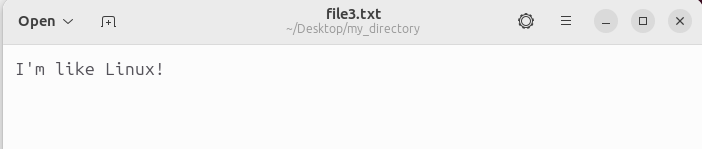 Open
file3.txt
~/Desktop/my_directory
I'm like Linux!